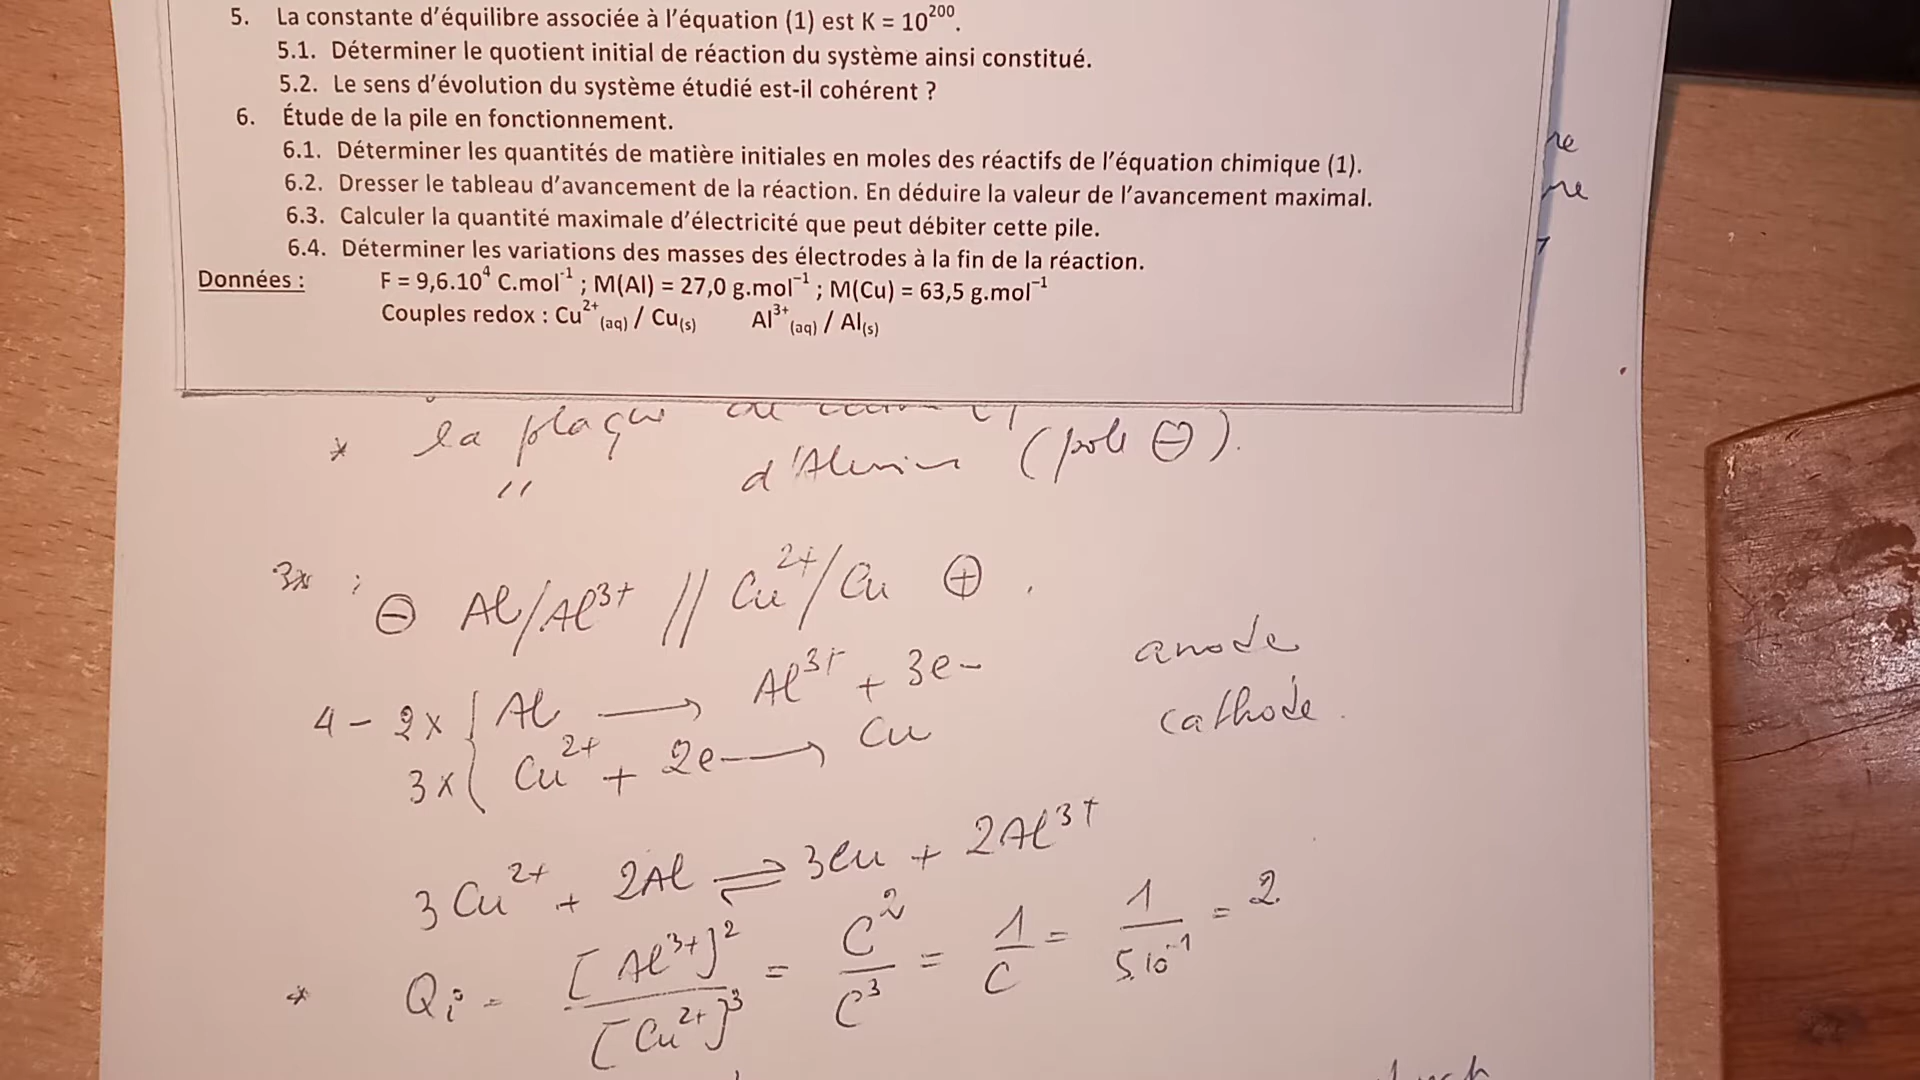 5. La constante d'équilibre associée à l'équation (1) est K = 10²⁰⁰.
5.1. Déterminer le quotient initial de réaction du système ainsi constitué.
5.2. Le sens d'évolution du système étudié est-il cohérent ?
6. Étude de la pile en fonctionnement.
6.1. Déterminer les quantités de matière initiales en moles des réactifs de l'équation chimique (1).
6.2. Dresser le tableau d'avancement de la réaction. En déduire la valeur de l'avancement maximal.
6.3. Calculer la quantité maximale d'électricité que peut débiter cette pile.
6.4. Déterminer les variations des masses des électrodes à la fin de la réaction.
Données : F = 9,6.10⁴ C.mol⁻¹ ; M(Al) = 27,0 g.mol⁻¹ ; M(Cu) = 63,5 g.mol⁻¹
Couples redox : Cu²⁺(aq) / Cu(s) Al³⁺(aq) / Al(s)
* la plaque
" d'Alumin (pole ⊖).
3x : ⊖ Al/Al³⁺ // Cu²⁺/Cu ⊕ .
4 - 2x { Al ⟶ Al³⁺ + 3e- anode
3x { Cu²⁺ + 2e- ⟶ Cu cathode.
3Cu²⁺ + 2Al ⇌ 3Cu + 2Al³⁺
* Qi = [Al³⁺]²/[Cu²⁺]³ = C²/C³ = 1/C = 1/5.10⁻¹ = 2